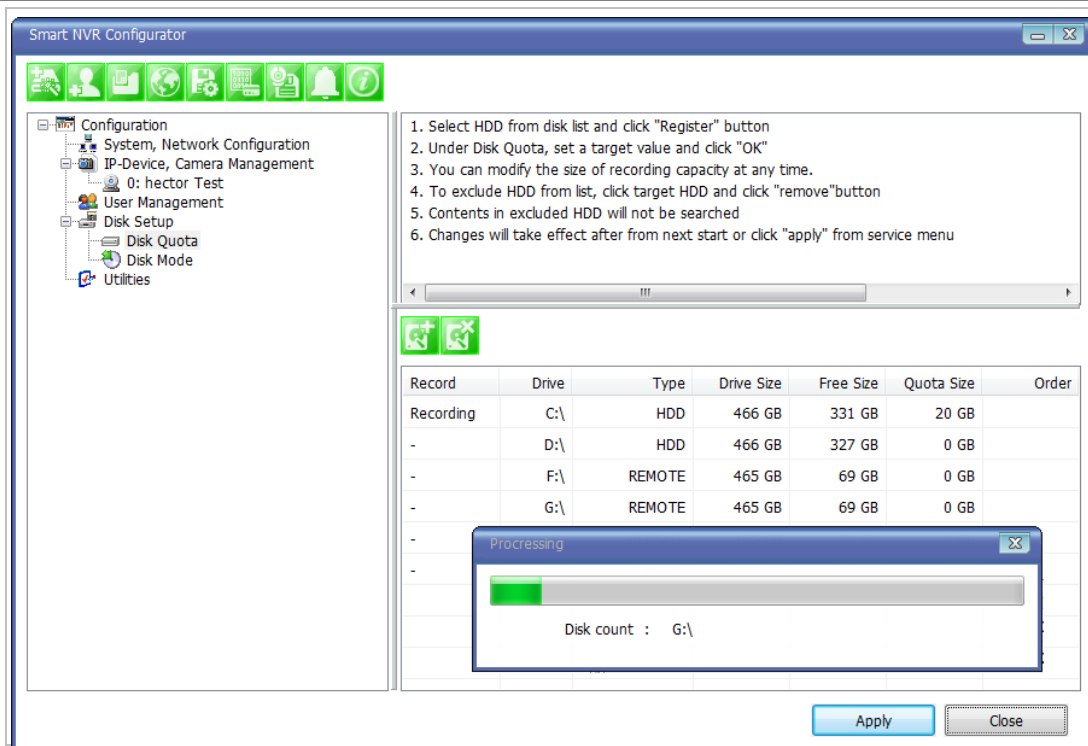 Smart NVR Configurator
Configuration
System, Network Configuration
IP-Device, Camera Management
0: hector Test
User Management
Disk Setup
Disk Quota
Disk Mode
Utilities
1. Select HDD from disk list and click "Register" button
2. Under Disk Quota, set a target value and click "OK"
3. You can modify the size of recording capacity at any time.
4. To exclude HDD from list, click target HDD and click "remove"button
5. Contents in excluded HDD will not be searched
6. Changes will take effect after from next start or click "apply" from service menu
Record Drive Type Drive Size Free Size Quota Size Order
Recording C:\ HDD 466 GB 331 GB 20 GB
- D:\ HDD 466 GB 327 GB 0 GB
- F:\ REMOTE 465 GB 69 GB 0 GB
- G:\ REMOTE 465 GB 69 GB 0 GB
-
-
Procressing
Disk count : G:\
Apply Close